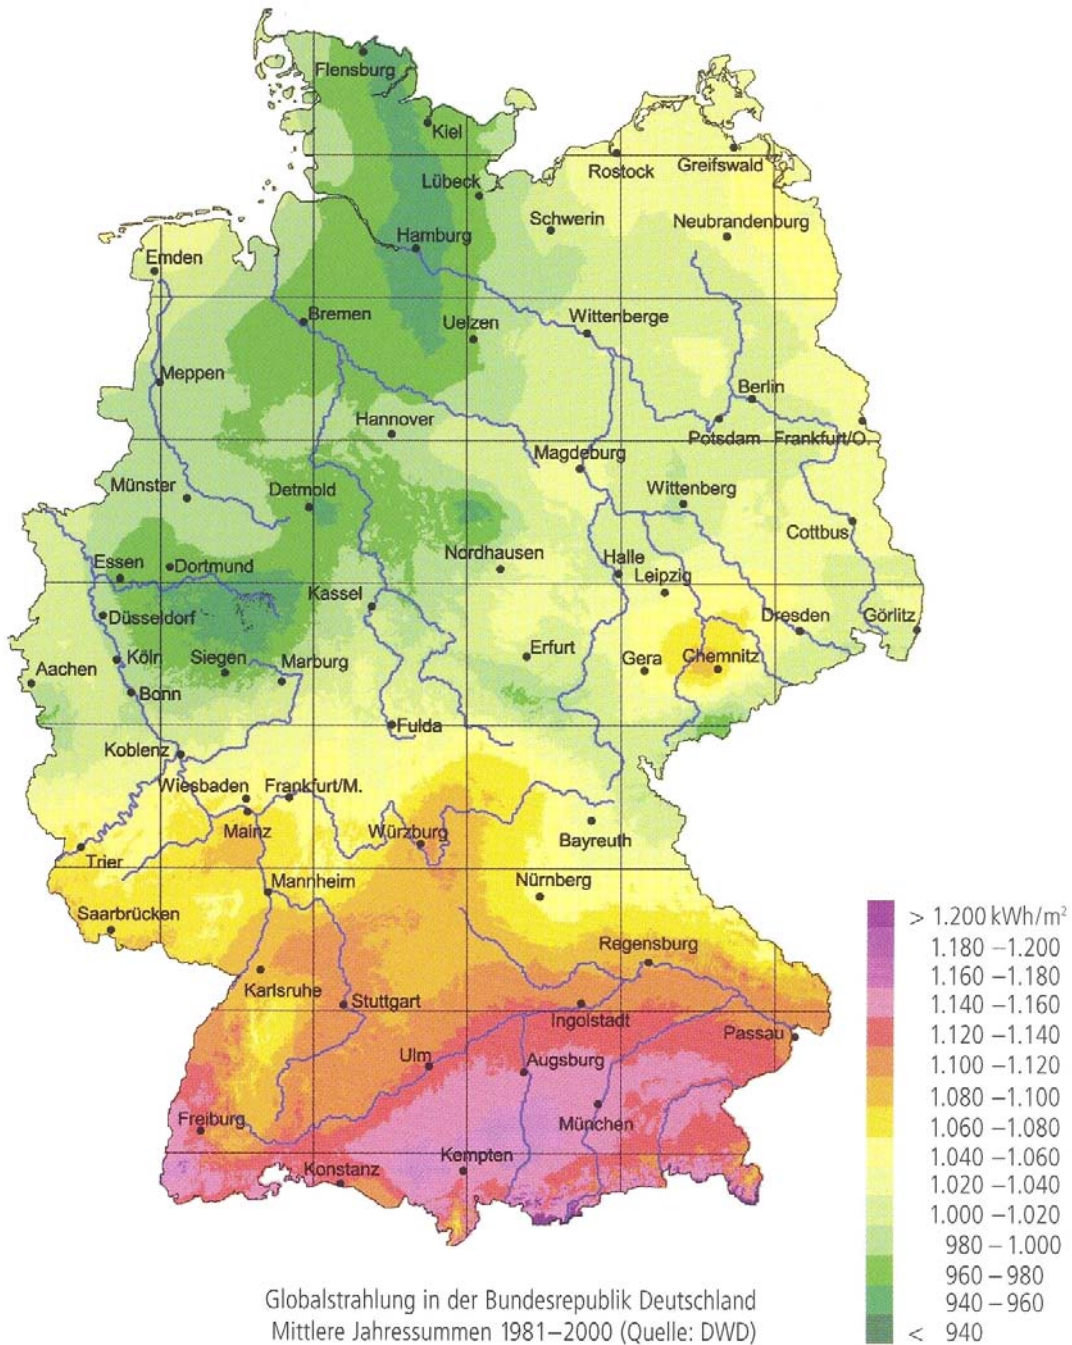 Flensburg
Kiel
Rostock
Greifswald
Lübeck
Schwerin
Neubrandenburg
Hamburg
Emden
Bremen
Uelzen
Wittenberge
Meppen
Berlin
Hannover
Potsdam
Frankfurt/O.
Magdeburg
Münster
Detmold
Wittenberg
Cottbus
Nordhausen
Halle
Essen
Dortmund
Leipzig
Kassel
Düsseldorf
Dresden
Görlitz
Erfurt
Aachen
Köln
Siegen
Marburg
Gera
Chemnitz
Bonn
Fulda
Koblenz
Wiesbaden
Frankfurt/M.
Mainz
Würzburg
Bayreuth
Trier
Mannheim
Nürnberg
Saarbrücken
Regensburg
Karlsruhe
Stuttgart
Ingolstadt
Passau
Ulm
Augsburg
Freiburg
München
Kempten
Konstanz
> 1.200 kWh/m²
1.180 – 1.200
1.160 – 1.180
1.140 – 1.160
1.120 – 1.140
1.100 – 1.120
1.080 – 1.100
1.060 – 1.080
1.040 – 1.060
1.020 – 1.040
1.000 – 1.020
980 – 1.000
960 – 980
940 – 960
< 940
Globalstrahlung in der Bundesrepublik Deutschland
Mittlere Jahressummen 1981–2000 (Quelle: DWD)